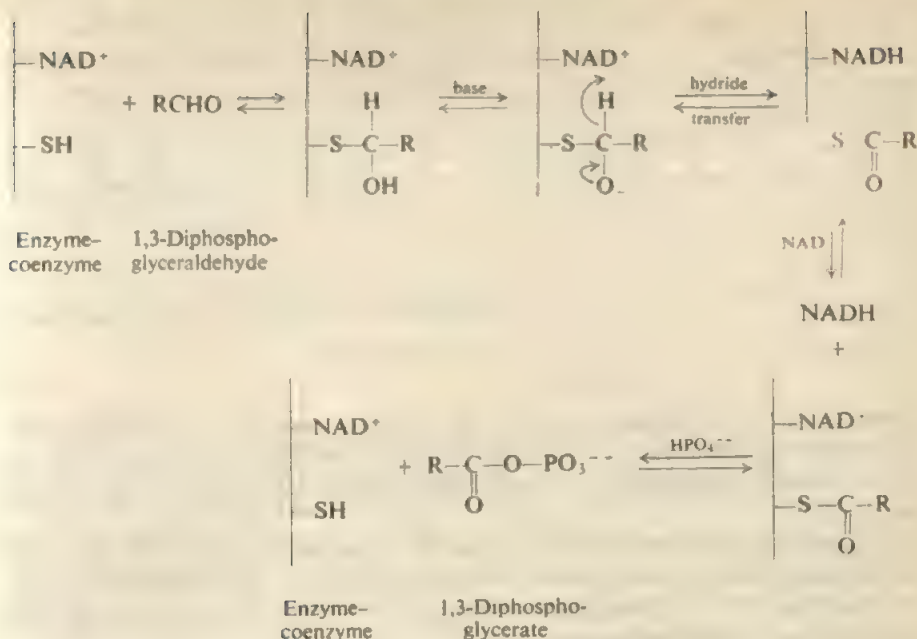 NAD⁺ NAD⁺ NAD⁺ NADH
+ RCHO H base H hydride transfer
SH S–C–R S–C–R S C–R
OH O₋ O
Enzyme– 1,3-Diphospho-
coenzyme glyceraldehyde
NAD
NADH
+
NAD⁺ NAD·
+ R–C–O–PO₃⁻⁻ HPO₄⁻⁻
O
SH S–C–R
O
Enzyme– 1,3-Diphospho-
coenzyme glycerate